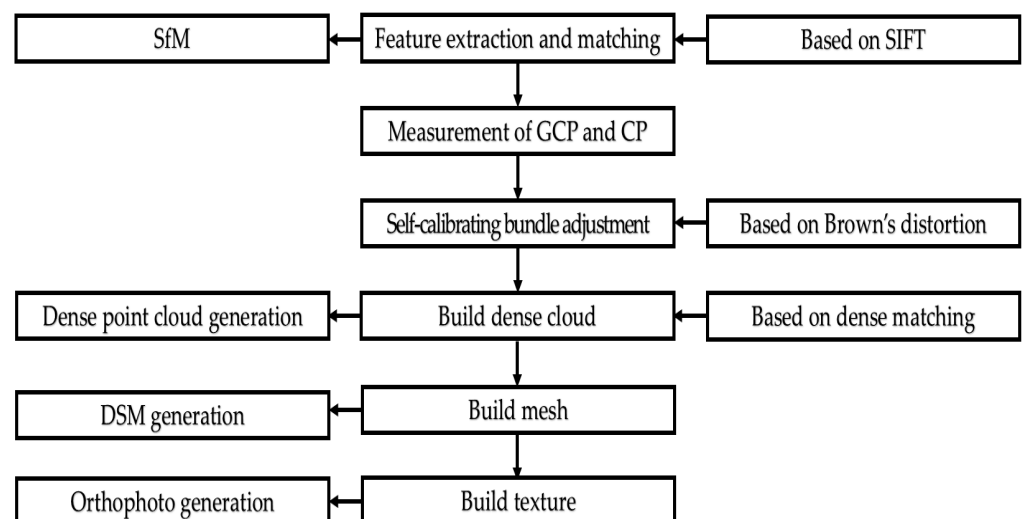 SfM
Feature extraction and matching
Based on SIFT
Measurement of GCP and CP
Self-calibrating bundle adjustment
Based on Brown's distortion
Dense point cloud generation
Build dense cloud
Based on dense matching
DSM generation
Build mesh
Orthophoto generation
Build texture